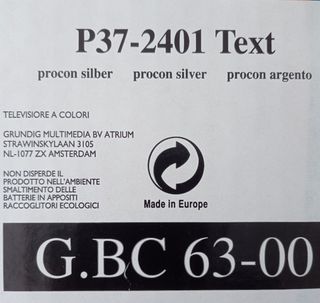 P37-2401 Text
procon silber procon silver procon argento
TELEVISIORE A COLORI
GRUNDIG MULTIMEDIA BV ATRIUM
STRAWINSKYLAAN 3105
NL-1077 ZX AMSTERDAM
NON DISPERDE IL
PRODOTTO NELL'AMBIENTE
SMALTIMENTO DELLE
BATTERIE IN APPOSITI
RACCOGLITORI ECOLOGICI
Made in Europe
G.BC 63-00